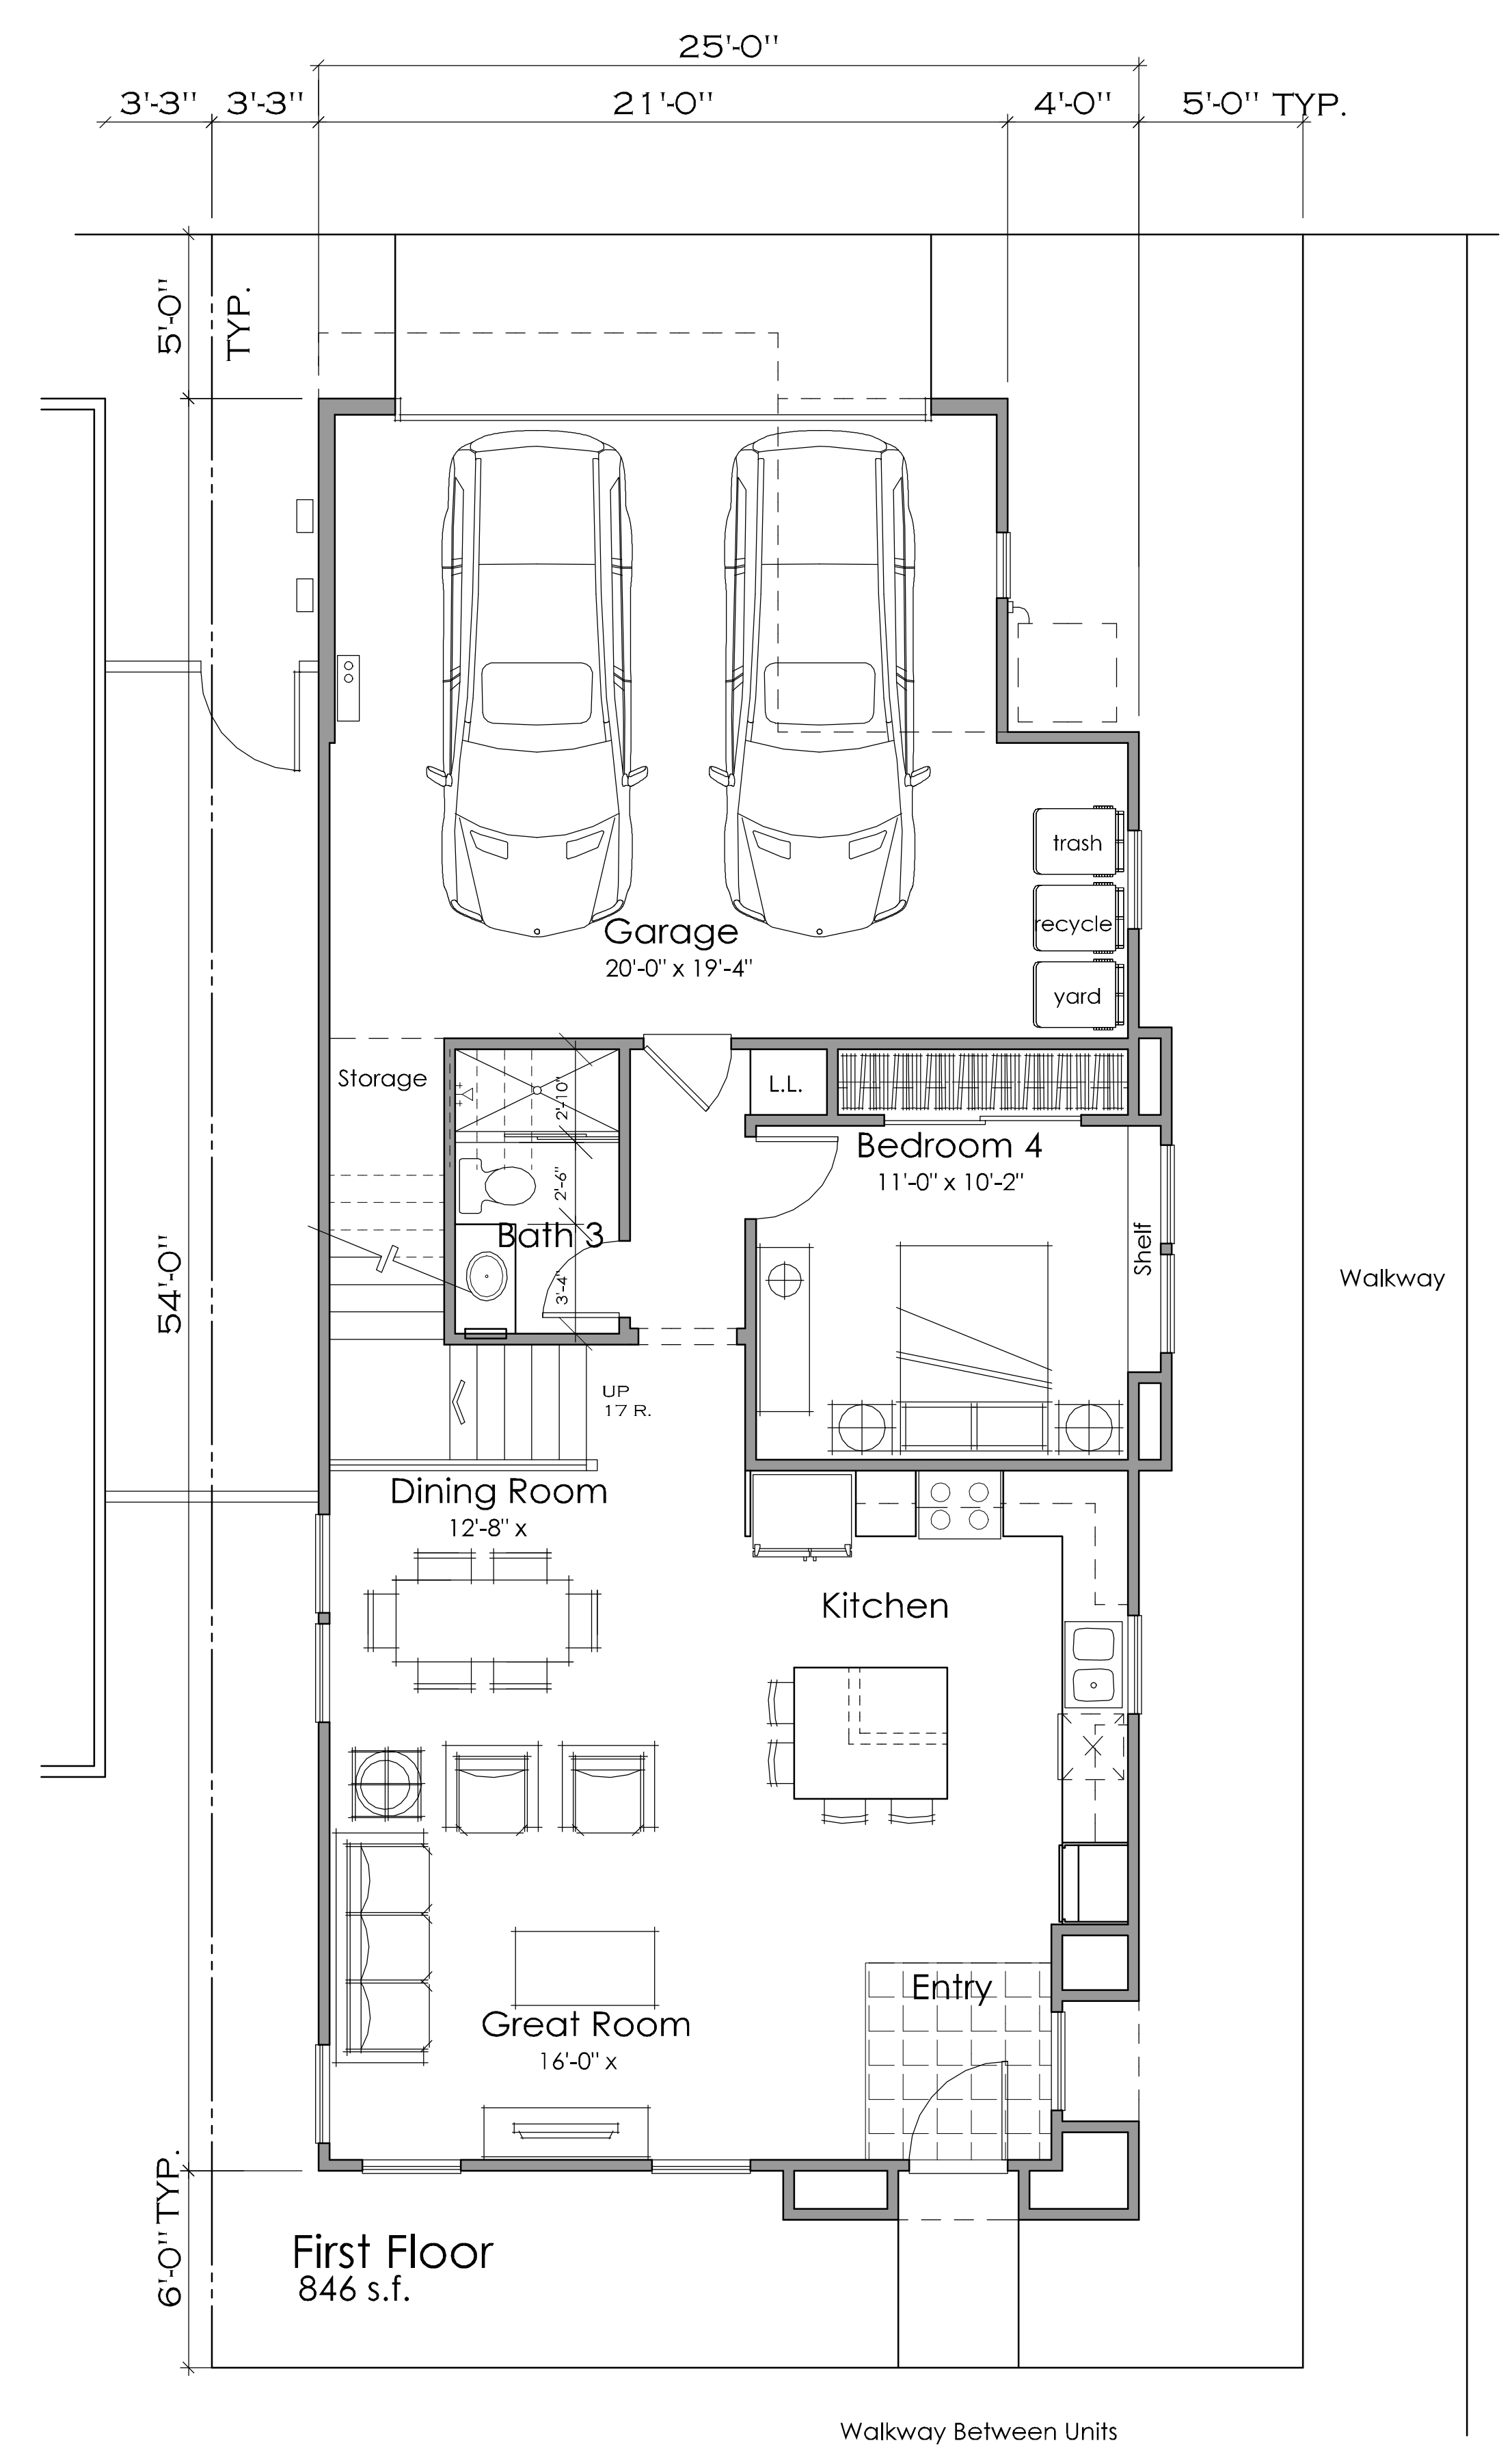 25'-0"
3'-3" 3'-3" 21'-0" 4'-0" 5'-0" TYP.
5'-0"
TYP.
trash
recycle
yard
Garage
20'-0" x 19'-4"
Storage
2'-10"
L.L.
Bedroom 4
11'-0" x 10'-2"
2'-6"
Bath 3
3'-4"
Shelf
Walkway
54'-0"
UP
17 R.
Dining Room
12'-8" x
Kitchen
Entry
Great Room
16'-0" x
6'-0" TYP.
First Floor
846 s.f.
Walkway Between Units